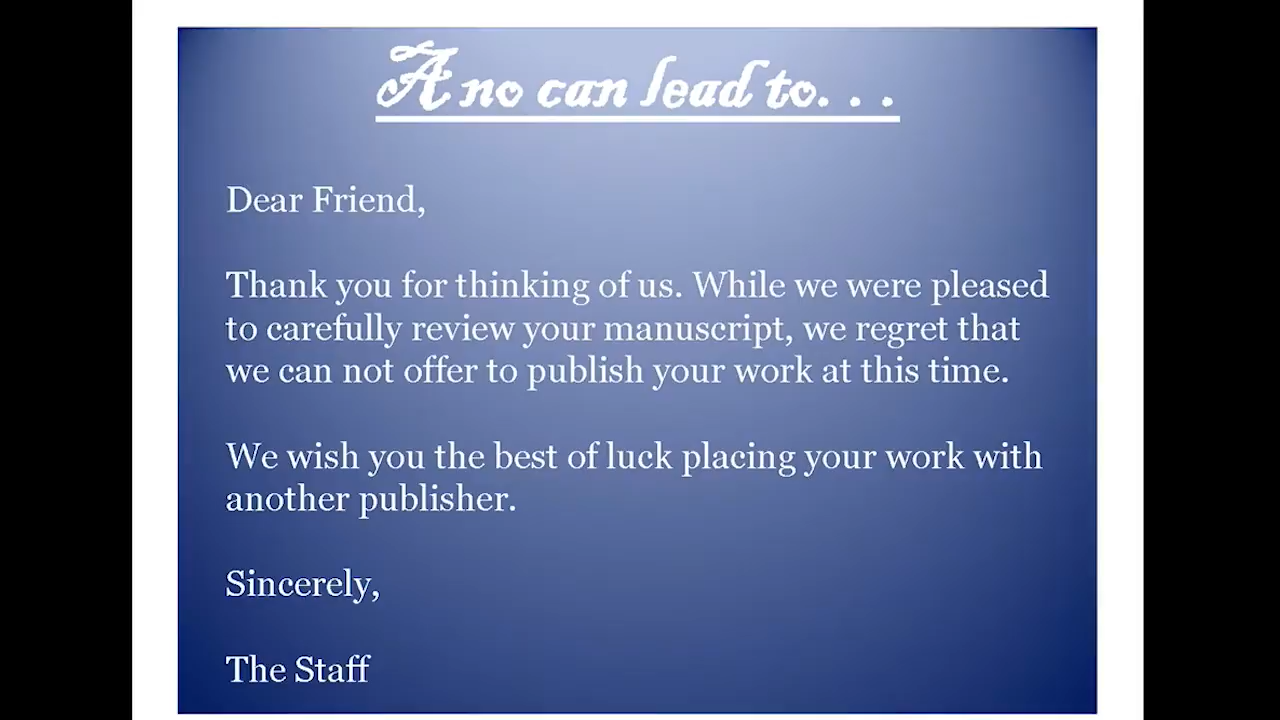 A no can lead to. . .
Dear Friend,
Thank you for thinking of us. While we were pleased
to carefully review your manuscript, we regret that
we can not offer to publish your work at this time.
We wish you the best of luck placing your work with
another publisher.
Sincerely,
The Staff